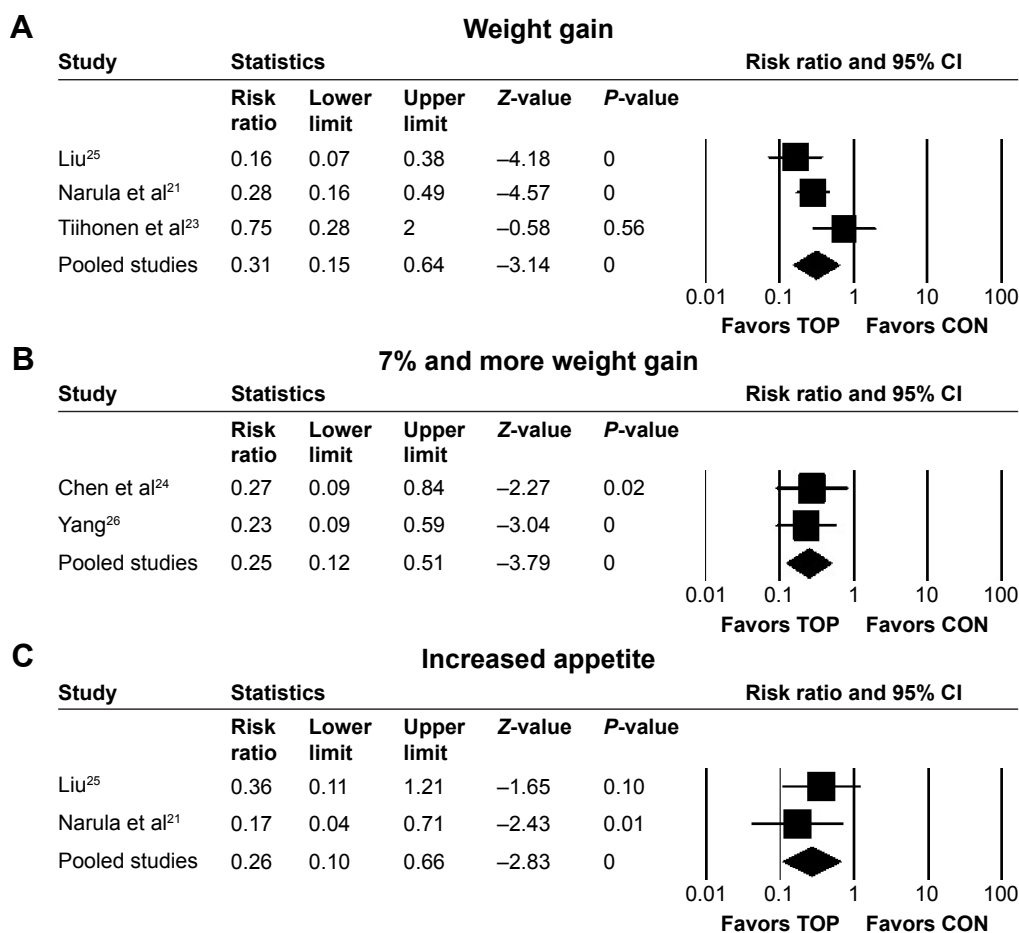 A
Weight gain
Study Statistics Risk ratio and 95% CI
Risk ratio Lower limit Upper limit Z-value P-value
Liu25 0.16 0.07 0.38 –4.18 0
Narula et al21 0.28 0.16 0.49 –4.57 0
Tiihonen et al23 0.75 0.28 2 –0.58 0.56
Pooled studies 0.31 0.15 0.64 –3.14 0
0.01 0.1 1 10 100
Favors TOP Favors CON
B
7% and more weight gain
Study Statistics Risk ratio and 95% CI
Risk ratio Lower limit Upper limit Z-value P-value
Chen et al24 0.27 0.09 0.84 –2.27 0.02
Yang26 0.23 0.09 0.59 –3.04 0
Pooled studies 0.25 0.12 0.51 –3.79 0
0.01 0.1 1 10 100
Favors TOP Favors CON
C
Increased appetite
Study Statistics Risk ratio and 95% CI
Risk ratio Lower limit Upper limit Z-value P-value
Liu25 0.36 0.11 1.21 –1.65 0.10
Narula et al21 0.17 0.04 0.71 –2.43 0.01
Pooled studies 0.26 0.10 0.66 –2.83 0
0.01 0.1 1 10 100
Favors TOP Favors CON